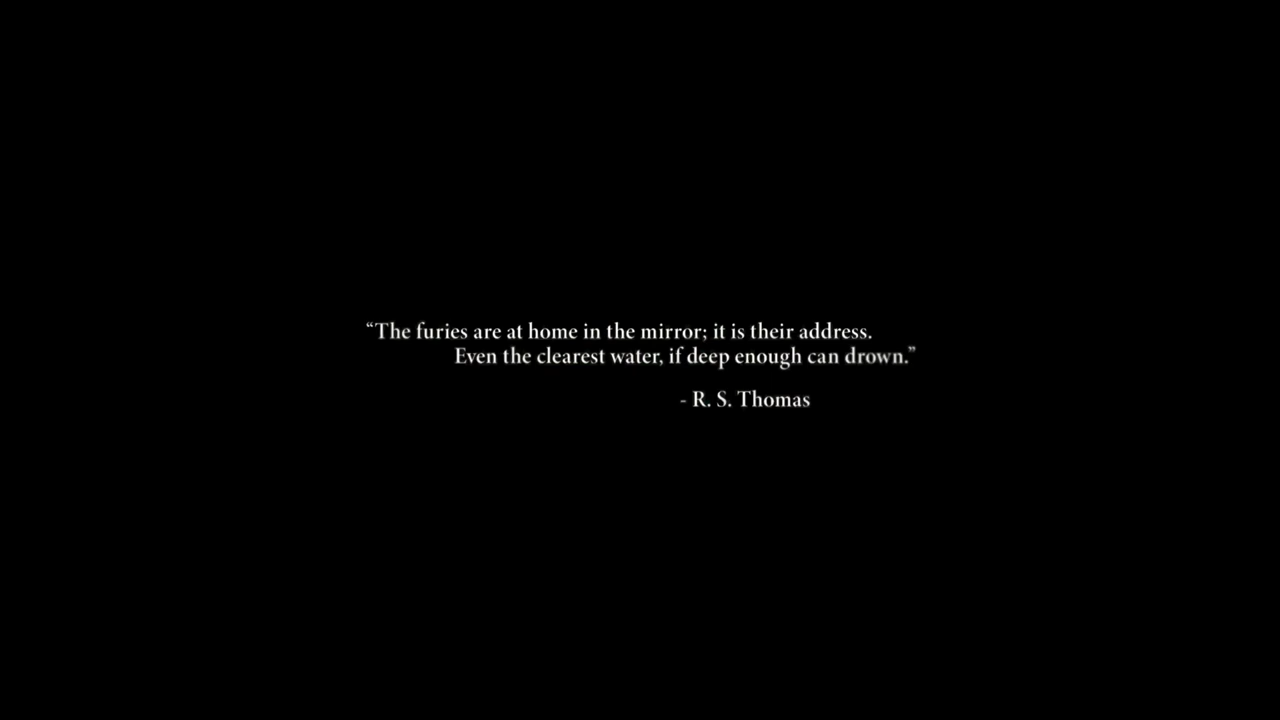 “The furies are at home in the mirror; it is their address.
Even the clearest water, if deep enough can drown.”
- R. S. Thomas